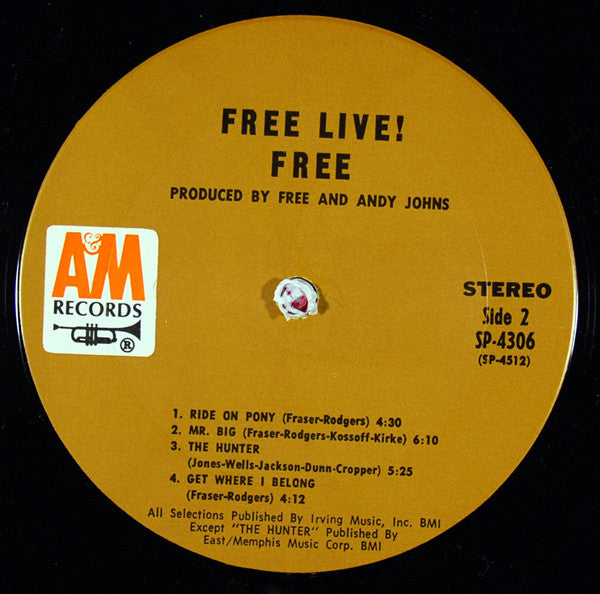 FREE LIVE!
FREE
PRODUCED BY FREE AND ANDY JOHNS
A&M
RECORDS
®
STEREO
Side 2
SP-4306
(SP-4512)
1. RIDE ON PONY (Fraser-Rodgers) 4:30
2. MR. BIG (Fraser-Rodgers-Kossoff-Kirke) 6:10
3. THE HUNTER
(Jones-Wells-Jackson-Dunn-Cropper) 5:25
4. GET WHERE I BELONG
(Fraser-Rodgers) 4:12
All Selections Published By Irving Music, Inc. BMI
Except "THE HUNTER" Published By
East/Memphis Music Corp. BMI